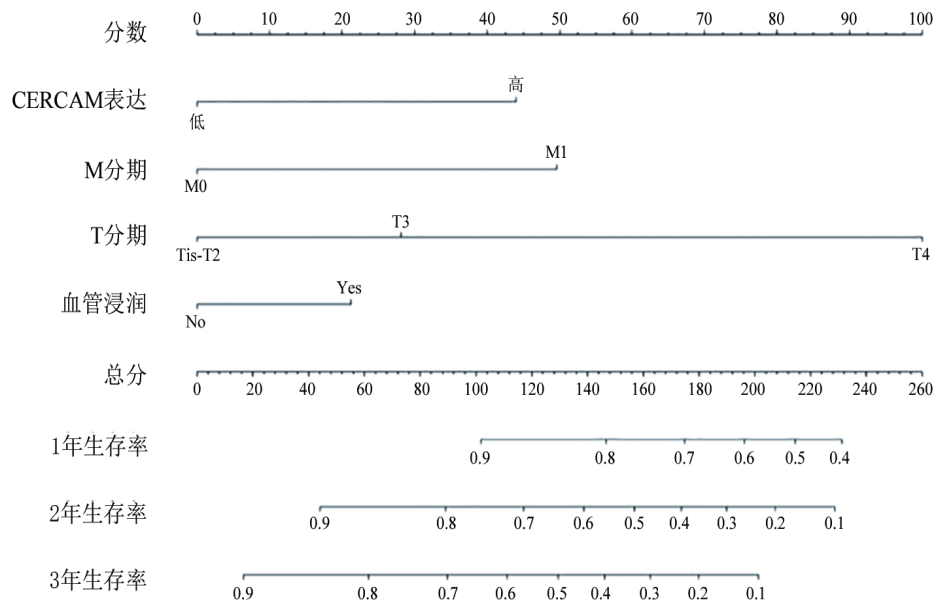 分数 0 10 20 30 40 50 60 70 80 90 100
CERCAM表达 低 高
M分期 M0 M1
T分期 Tis-T2 T3 T4
血管浸润 No Yes
总分 0 20 40 60 80 100 120 140 160 180 200 220 240 260
1年生存率 0.9 0.8 0.7 0.6 0.5 0.4
2年生存率 0.9 0.8 0.7 0.6 0.5 0.4 0.3 0.2 0.1
3年生存率 0.9 0.8 0.7 0.6 0.5 0.4 0.3 0.2 0.1